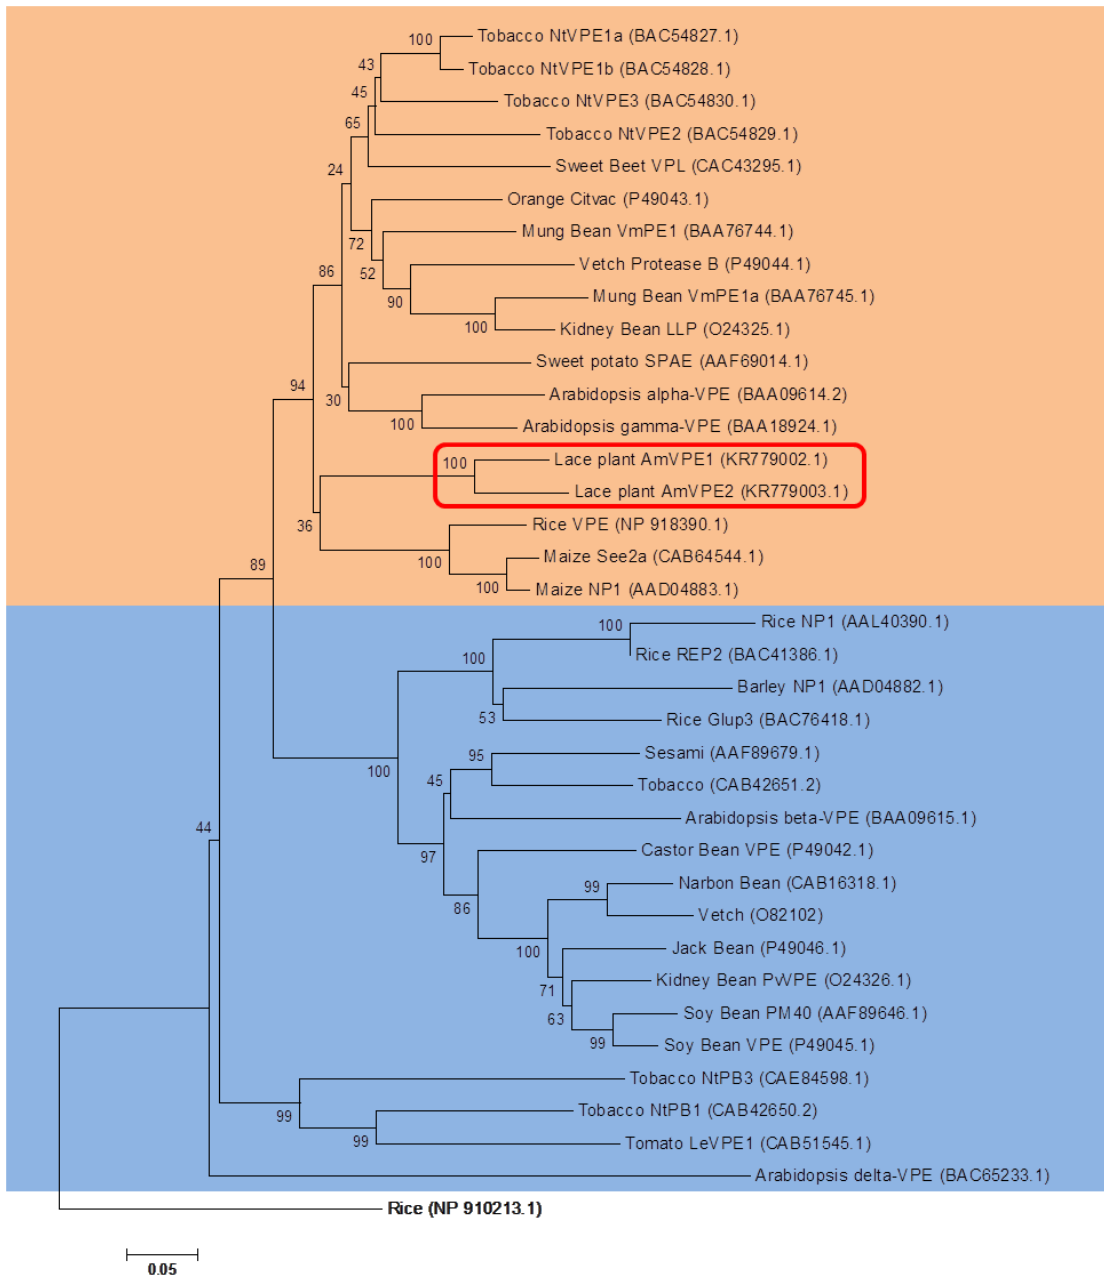 100 Tobacco NtVPE1a (BAC54827.1)
43 Tobacco NtVPE1b (BAC54828.1)
45 Tobacco NtVPE3 (BAC54830.1)
65 Tobacco NtVPE2 (BAC54829.1)
24 Sweet Beet VPL (CAC43295.1)
Orange Citvac (P49043.1)
72 Mung Bean VmPE1 (BAA76744.1)
86 52 Vetch Protease B (P49044.1)
90 Mung Bean VmPE1a (BAA76745.1)
100 Kidney Bean LLP (O24325.1)
Sweet potato SPAE (AAF69014.1)
94 30 Arabidopsis alpha-VPE (BAA09614.2)
100 Arabidopsis gamma-VPE (BAA18924.1)
100 Lace plant AmVPE1 (KR779002.1)
Lace plant AmVPE2 (KR779003.1)
36 Rice VPE (NP 918390.1)
89 100 Maize See2a (CAB64544.1)
100 Maize NP1 (AAD04883.1)
100 Rice NP1 (AAL40390.1)
100 Rice REP2 (BAC41386.1)
Barley NP1 (AAD04882.1)
53 Rice Glup3 (BAC76418.1)
100 95 Sesami (AAF89679.1)
45 Tobacco (CAB42651.2)
44 Arabidopsis beta-VPE (BAA09615.1)
97 Castor Bean VPE (P49042.1)
99 Narbon Bean (CAB16318.1)
86 Vetch (O82102)
100 Jack Bean (P49046.1)
71 Kidney Bean PvVPE (O24326.1)
63 Soy Bean PM40 (AAF89646.1)
99 Soy Bean VPE (P49045.1)
Tobacco NtPB3 (CAE84598.1)
99 Tobacco NtPB1 (CAB42650.2)
99 Tomato LeVPE1 (CAB51545.1)
Arabidopsis delta-VPE (BAC65233.1)
Rice (NP 910213.1)
0.05